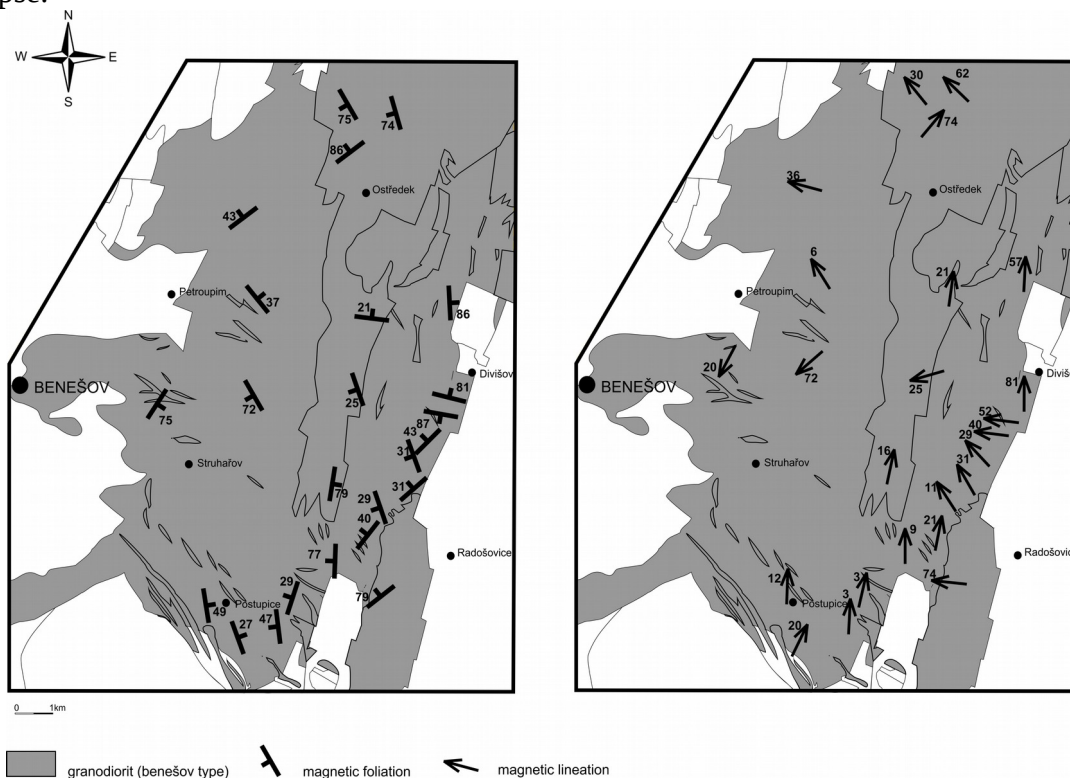 N
W E
S
75
74
86
Ostředek
43
Petroupim
37
21
86
BENEŠOV
Divišov
75
72
25
81
87
43
31
Struhařov
79
31
29
40
77
Radošovice
29
79
49
Postupice
27
47
30
62
74
36
Ostředek
6
57
21
Petroupim
20
72
BENEŠOV
25
81
Divišov
52
40
29
16
31
Struhařov
11
21
9
Radošovice
12
3
74
Postupice
3
20
0 1km
granodiorit (benešov type) magnetic foliation magnetic lineation